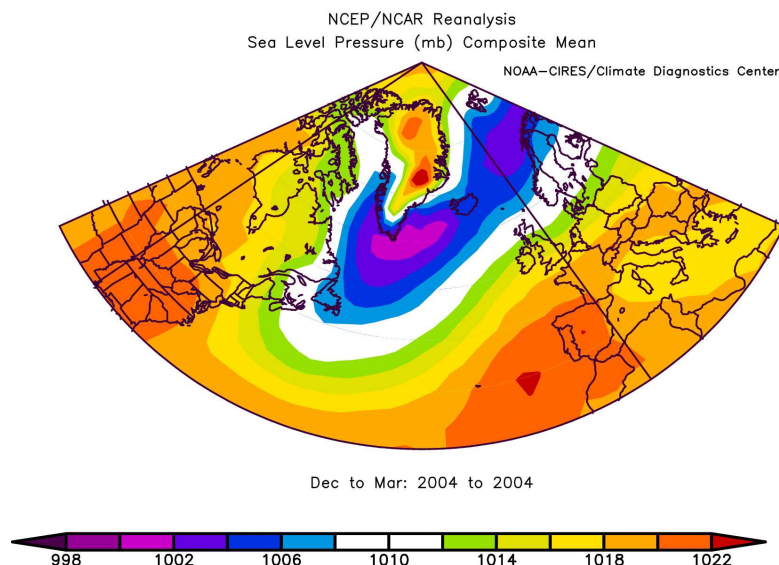 NCEP/NCAR Reanalysis
Sea Level Pressure (mb) Composite Mean
NOAA-CIRES/Climate Diagnostics Center
Dec to Mar: 2004 to 2004
998 1002 1006 1010 1014 1018 1022